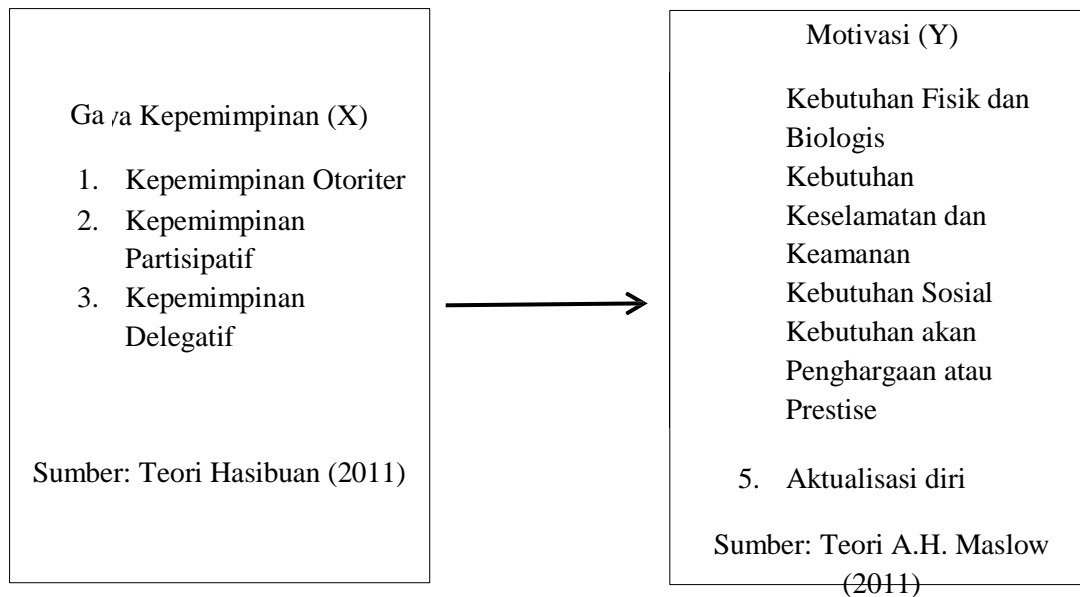 Gaya Kepemimpinan (X)
1. Kepemimpinan Otoriter
2. Kepemimpinan
Partisipatif
3. Kepemimpinan
Delegatif
Sumber: Teori Hasibuan (2011)
Motivasi (Y)
Kebutuhan Fisik dan
Biologis
Kebutuhan
Keselamatan dan
Keamanan
Kebutuhan Sosial
Kebutuhan akan
Penghargaan atau
Prestise
5. Aktualisasi diri
Sumber: Teori A.H. Maslow
(2011)